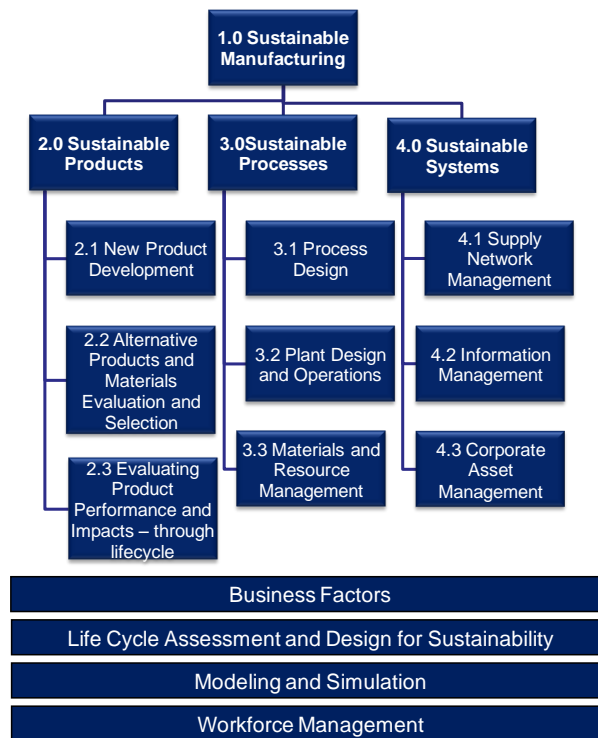 1.0 Sustainable
Manufacturing
2.0 Sustainable
Products
3.0Sustainable
Processes
4.0 Sustainable
Systems
2.1 New Product
Development
3.1 Process
Design
4.1 Supply
Network
Management
2.2 Alternative
Products and
Materials
Evaluation and
Selection
3.2 Plant Design
and Operations
4.2 Information
Management
2.3 Evaluating
Product
Performance and
Impacts – through
lifecycle
3.3 Materials and
Resource
Management
4.3 Corporate
Asset
Management
Business Factors
Life Cycle Assessment and Design for Sustainability
Modeling and Simulation
Workforce Management